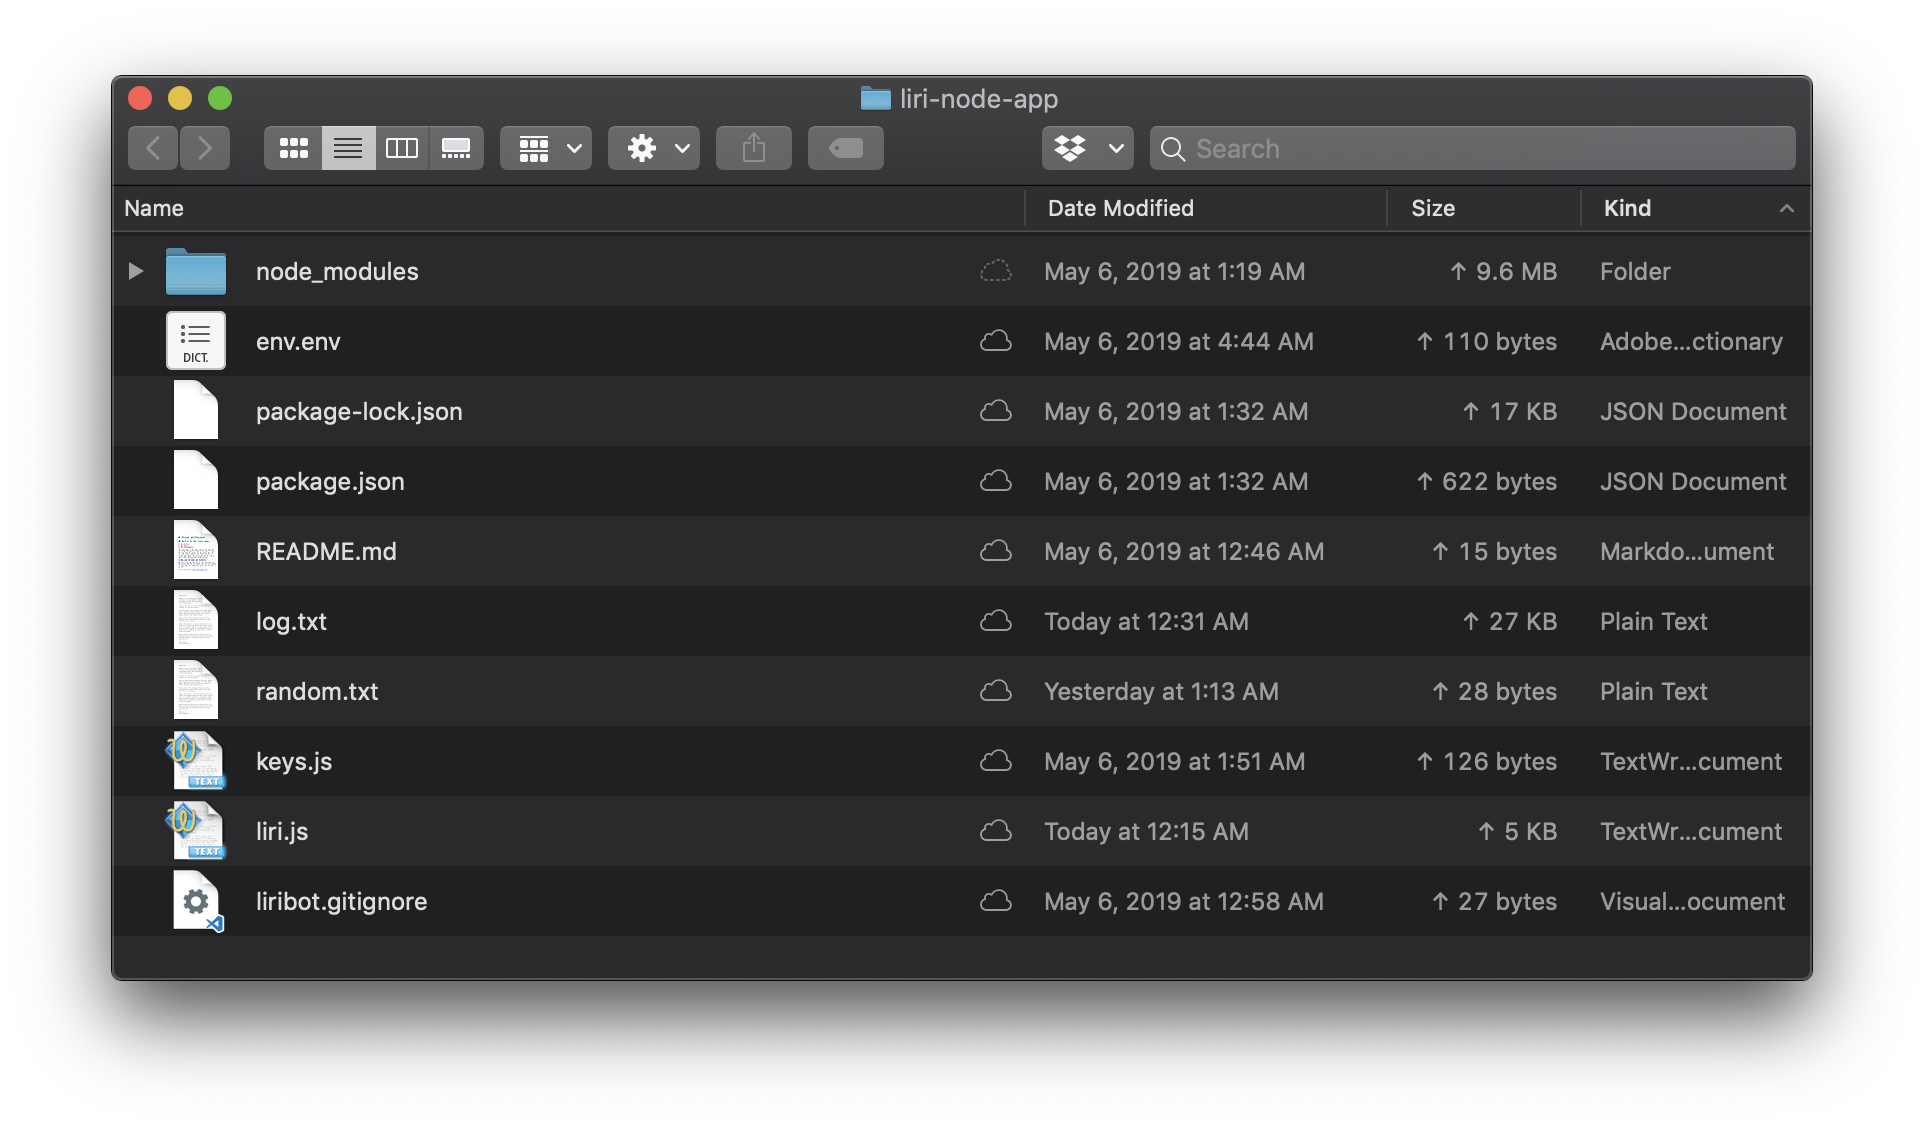 liri-node-app
Search
Name Date Modified Size Kind
node_modules May 6, 2019 at 1:19 AM ↑ 9.6 MB Folder
DICT. env.env May 6, 2019 at 4:44 AM ↑ 110 bytes Adobe...ctionary
package-lock.json May 6, 2019 at 1:32 AM ↑ 17 KB JSON Document
package.json May 6, 2019 at 1:32 AM ↑ 622 bytes JSON Document
README.md May 6, 2019 at 12:46 AM ↑ 15 bytes Markdo...ument
log.txt Today at 12:31 AM ↑ 27 KB Plain Text
random.txt Yesterday at 1:13 AM ↑ 28 bytes Plain Text
TEXT keys.js May 6, 2019 at 1:51 AM ↑ 126 bytes TextWr...cument
TEXT liri.js Today at 12:15 AM ↑ 5 KB TextWr...cument
liribot.gitignore May 6, 2019 at 12:58 AM ↑ 27 bytes Visual...ocument